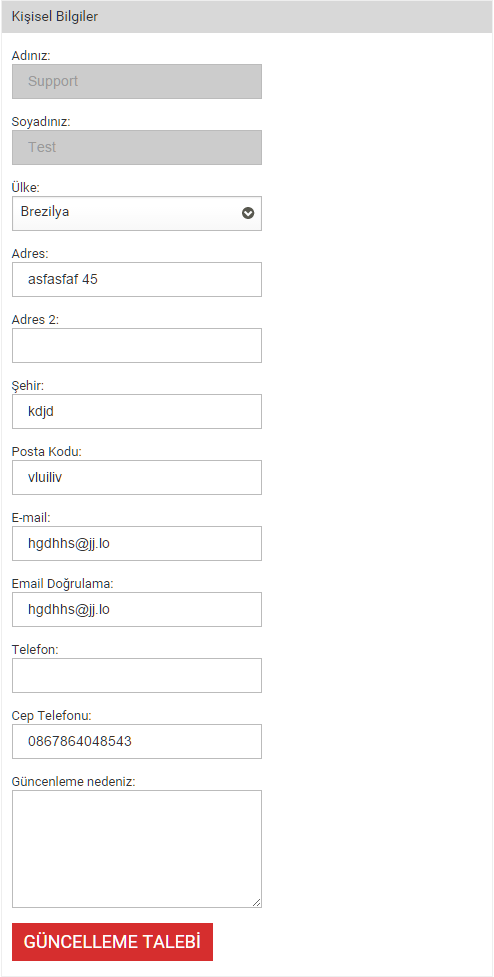 Kişisel Bilgiler
Adınız:
Support
Soyadınız:
Test
Ülke:
Brezilya
Adres:
asfasfaf 45
Adres 2:
Şehir:
kdjd
Posta Kodu:
vluiliv
E-mail:
hgdhhs@jj.lo
Email Doğrulama:
hgdhhs@jj.lo
Telefon:
Cep Telefonu:
0867864048543
Güncenleme nedeniz:
GÜNCELLEME TALEBİ